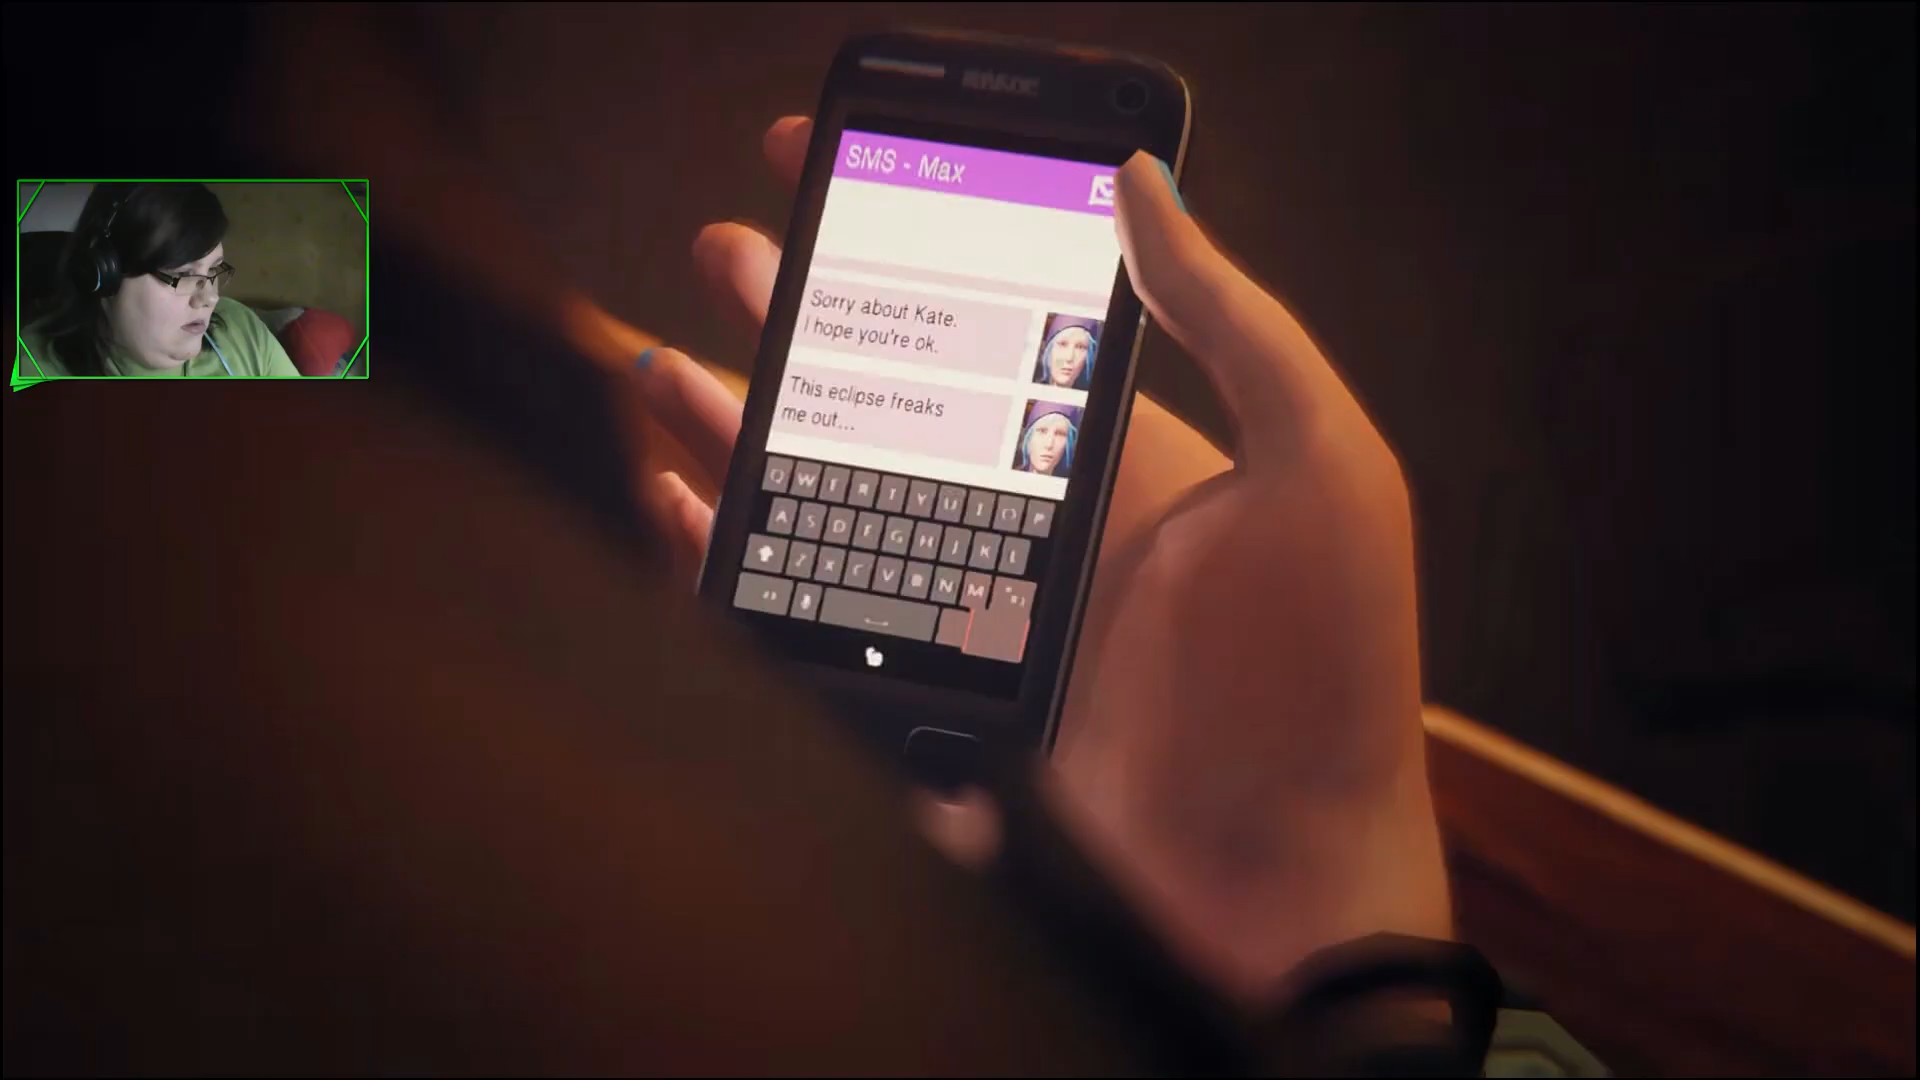 SMS - Max
Sorry about Kate.
I hope you're ok.
This eclipse freaks
me out...
Q W E R T Y U I O P
A S D F G H J K L
Z X C V B N M